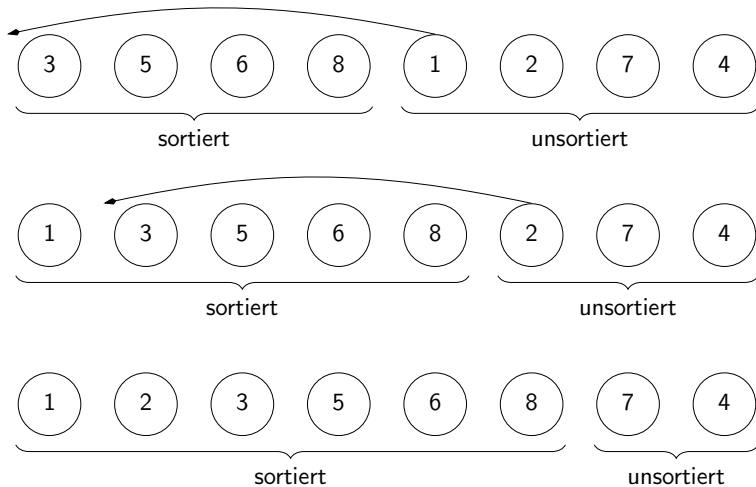 3 5 6 8 1 2 7 4
sortiert unsortiert
1 3 5 6 8 2 7 4
sortiert unsortiert
1 2 3 5 6 8 7 4
sortiert unsortiert